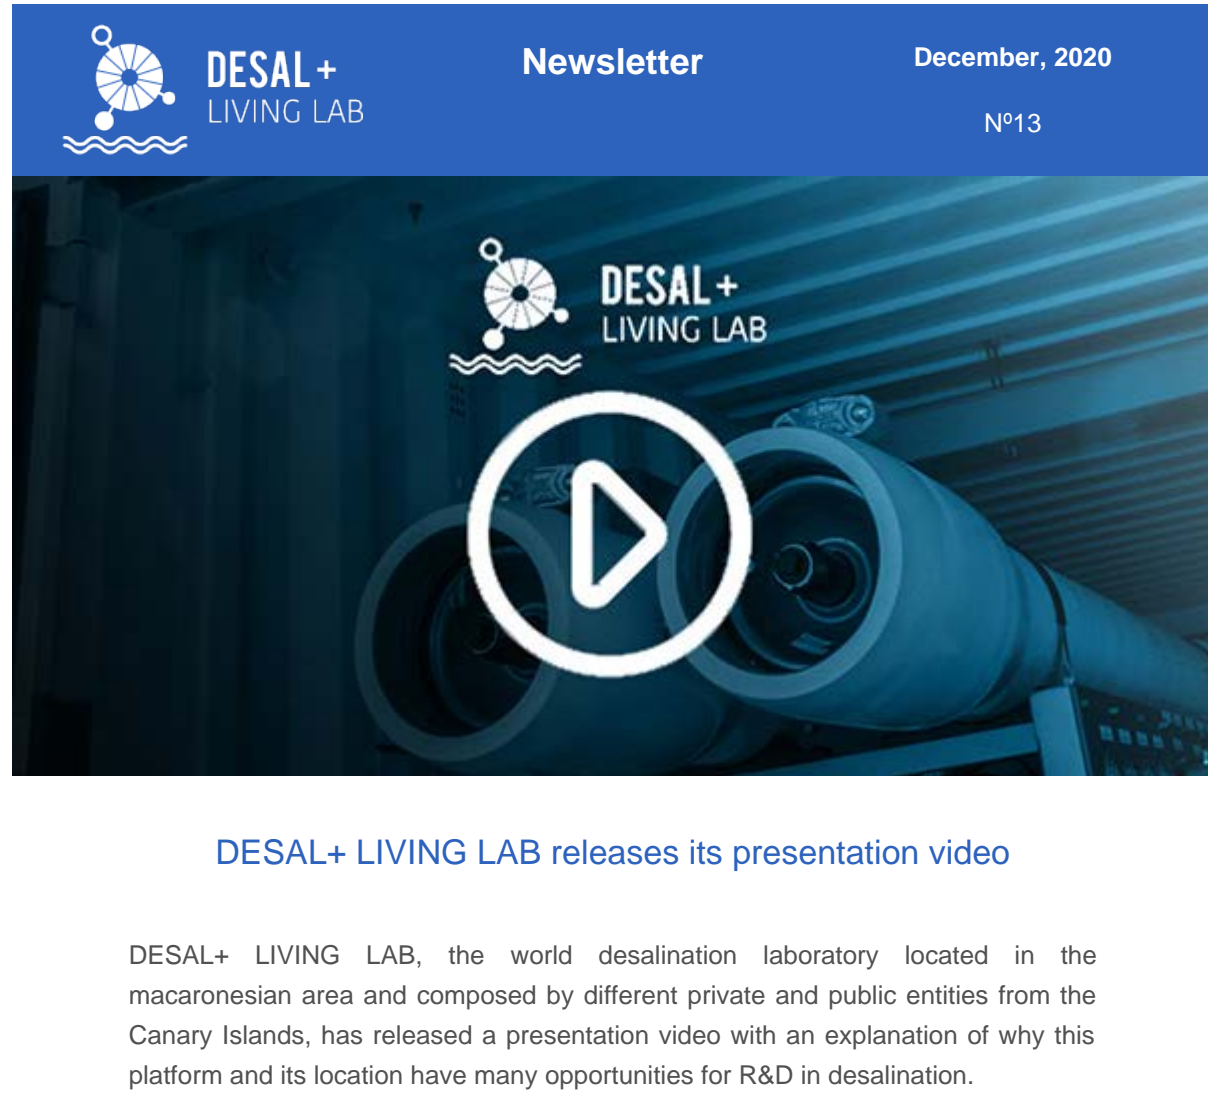 DESAL+
LIVING LAB
Newsletter
December, 2020
Nº13
DESAL+
LIVING LAB
DESAL+ LIVING LAB releases its presentation video
DESAL+ LIVING LAB, the world desalination laboratory located in the
macaronesian area and composed by different private and public entities from the
Canary Islands, has released a presentation video with an explanation of why this
platform and its location have many opportunities for R&D in desalination.